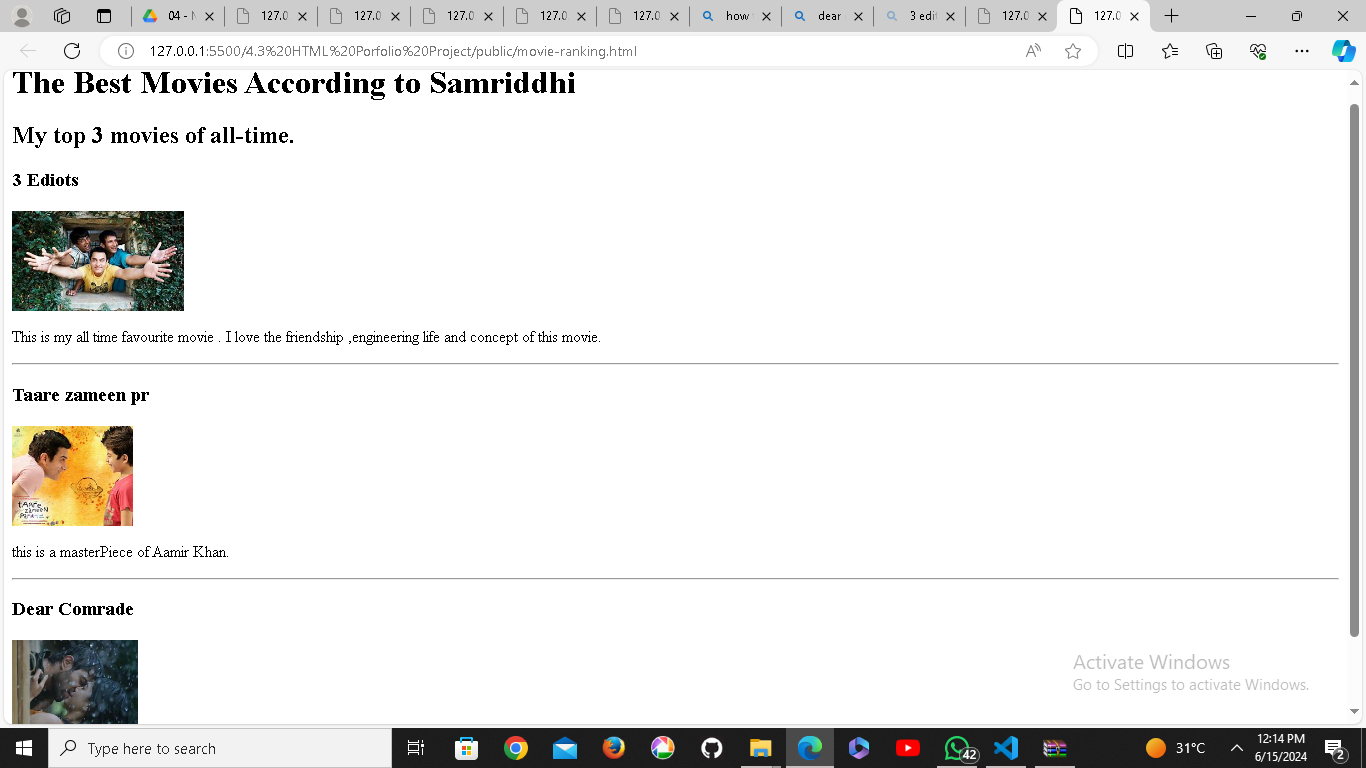 04 - M
127.0
127.0
127.0
127.0
127.0
how
dear
3 edit
127.0
127.0
127.0.0.1:5500/4.3%20HTML%20Porfolio%20Project/public/movie-ranking.html
The Best Movies According to Samriddhi
My top 3 movies of all-time.
3 Ediots
This is my all time favourite movie . I love the friendship ,engineering life and concept of this movie.
Taare zameen pr
taare
zameen
this is a masterPiece of Aamir Khan.
Dear Comrade
Activate Windows
Go to Settings to activate Windows.
Type here to search
42
31°C
12:14 PM
6/15/2024
2